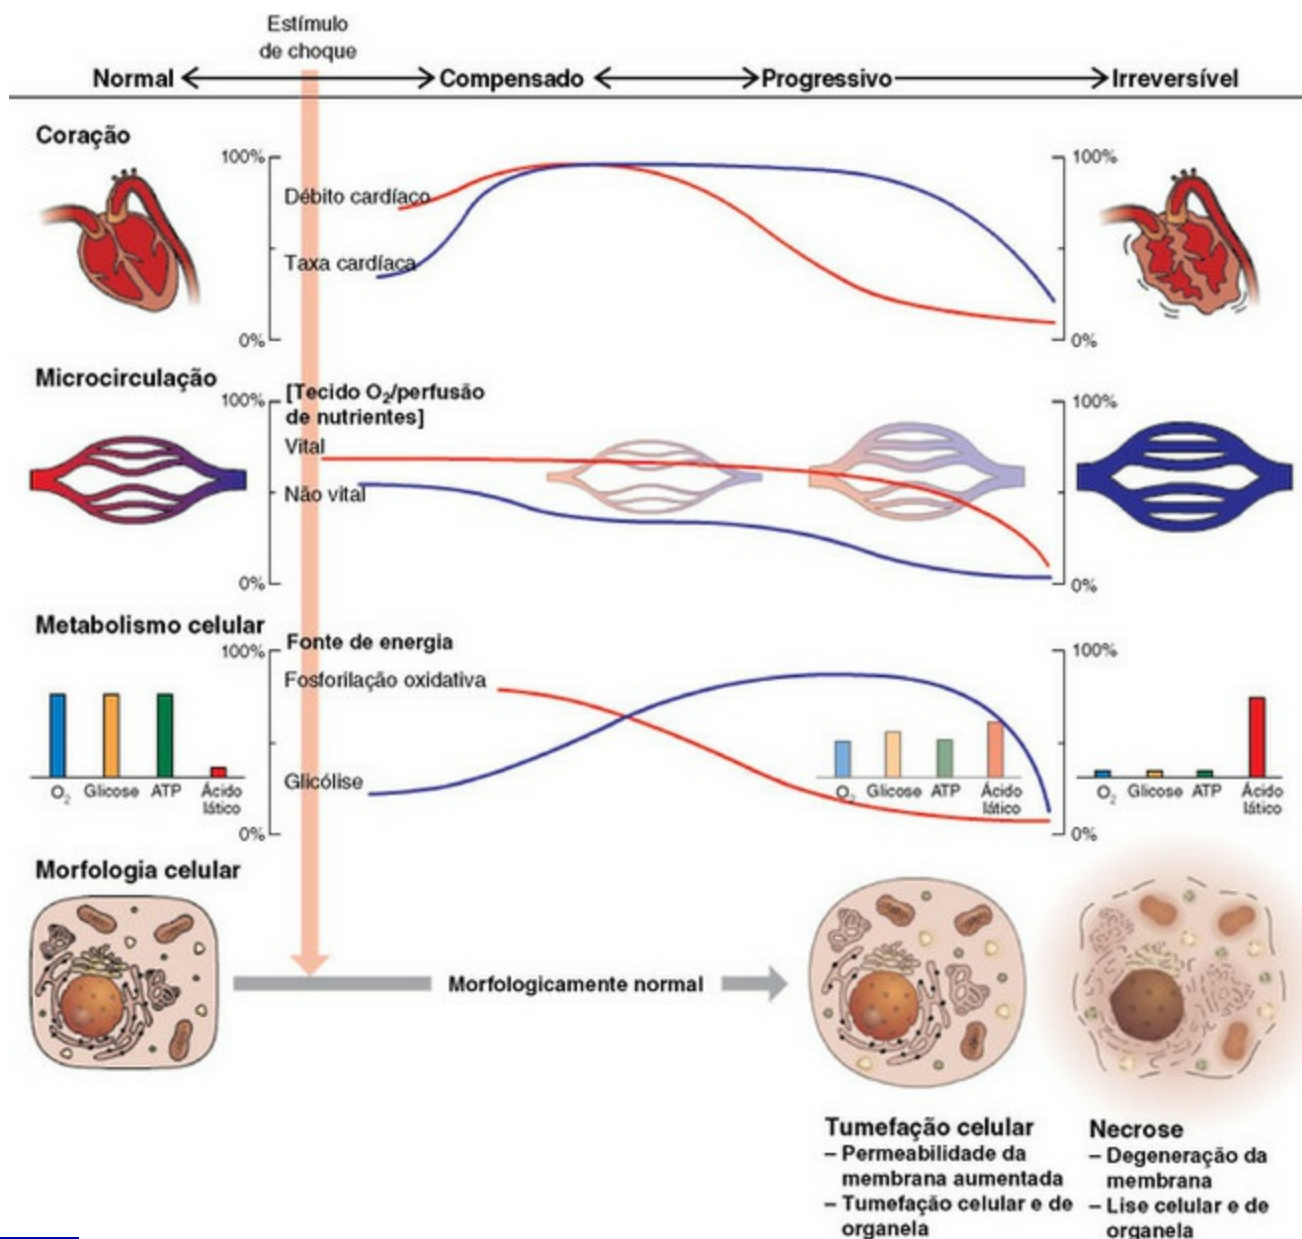 Estímulo
de choque
Normal Compensado Progressivo Irreversível
Coração
100% 100%
Débito cardíaco
Taxa cardíaca
0% 0%
Microcirculação
[Tecido O₂/perfusão
de nutrientes]
100% 100%
Vital
Não vital
0% 0%
Metabolismo celular
Fonte de energia
100% 100%
Fosforilação oxidativa
Glicólise
O₂ Glicose ATP Ácido
lático
O₂ Glicose ATP Ácido
lático
O₂ Glicose ATP Ácido
lático
0% 0%
Morfologia celular
Morfologicamente normal
Tumefação celular
– Permeabilidade da
membrana aumentada
– Tumefação celular e de
organela
Necrose
– Degeneração da
membrana
– Lise celular e de
organela